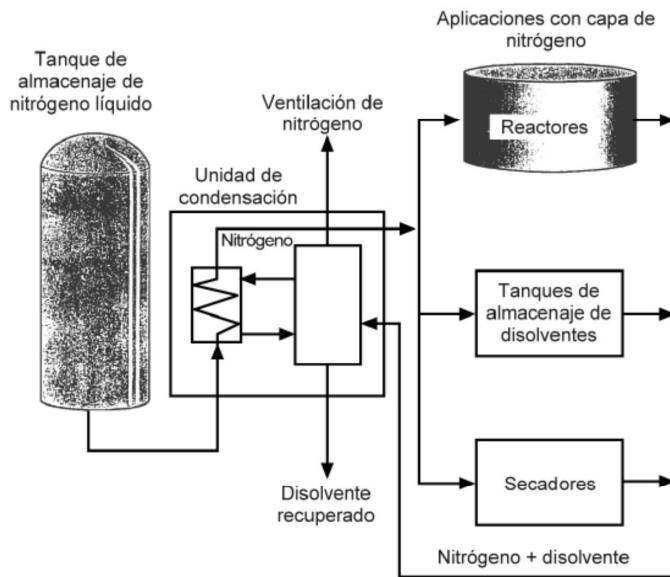 Aplicaciones con capa de
nitrógeno
Tanque de
almacenaje de
nitrógeno líquido
Ventilación de
nitrógeno
Reactores
Unidad de
condensación
Nitrógeno
Tanques de
almacenaje de
disolventes
Secadores
Disolvente
recuperado
Nitrógeno + disolvente